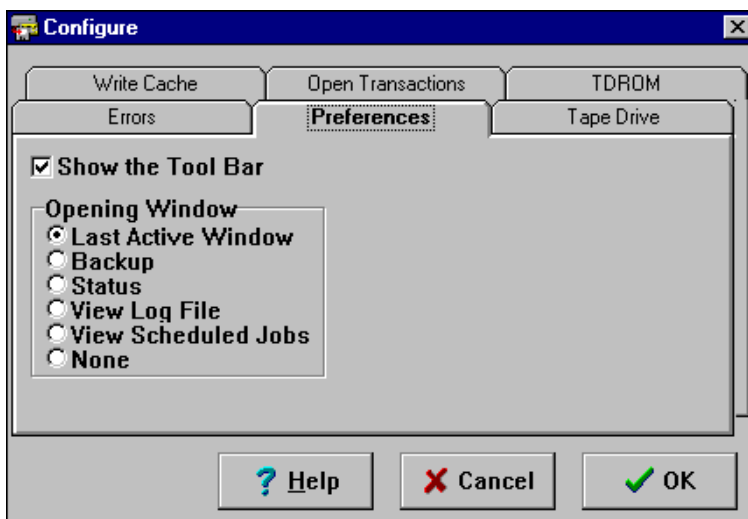 Configure
Write Cache
Open Transactions
TDROM
Errors
Preferences
Tape Drive
Show the Tool Bar
Opening Window
Last Active Window
Backup
Status
View Log File
View Scheduled Jobs
None
? Help
Cancel
OK